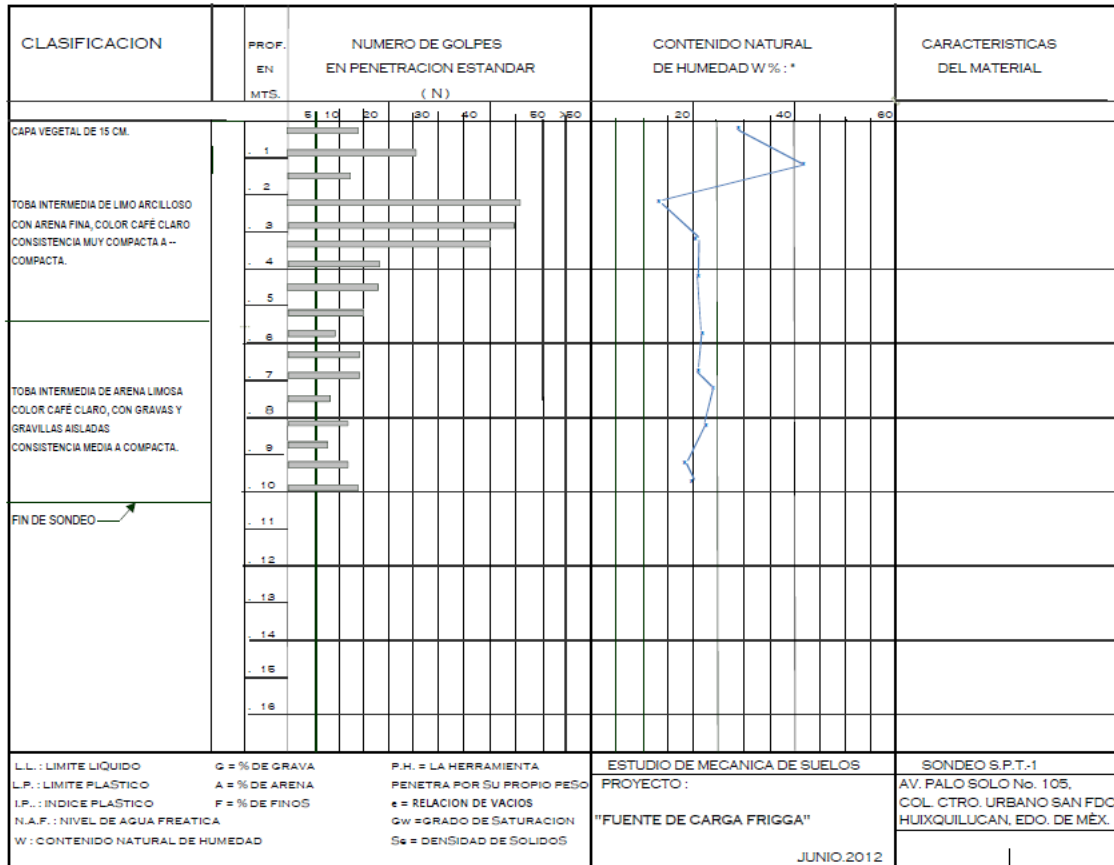 CLASIFICACION
PROF.
EN
MTS.
NUMERO DE GOLPES
EN PENETRACION ESTANDAR
( N )
CONTENIDO NATURAL
DE HUMEDAD W % : *
CARACTERISTICAS
DEL MATERIAL
5 10 20 30 40 50 >50
20 40 60
CAPA VEGETAL DE 15 CM.
. 1
. 2
TOBA INTERMEDIA DE LIMO ARCILLOSO
CON ARENA FINA, COLOR CAFÉ CLARO
CONSISTENCIA MUY COMPACTA A --
COMPACTA.
. 3
. 4
. 5
. 6
. 7
TOBA INTERMEDIA DE ARENA LIMOSA
COLOR CAFÉ CLARO, CON GRAVAS Y
GRAVILLAS AISLADAS
CONSISTENCIA MEDIA A COMPACTA.
. 8
. 9
. 10
FIN DE SONDEO
. 11
. 12
. 13
. 14
. 15
. 16
L.L. : LIMITE LIQUIDO
L.P. : LIMITE PLASTICO
I.P.. : INDICE PLASTICO
N.A.F. : NIVEL DE AGUA FREATICA
W : CONTENIDO NATURAL DE HUMEDAD
G = % DE GRAVA
A = % DE ARENA
F = % DE FINOS
P.H. = LA HERRAMIENTA
PENETRA POR SU PROPIO PESO
e = RELACION DE VACIOS
Gw =GRADO DE SATURACION
Ss = DENSIDAD DE SOLIDOS
ESTUDIO DE MECANICA DE SUELOS
PROYECTO :
"FUENTE DE CARGA FRIGGA"
JUNIO.2012
SONDEO S.P.T.-1
AV. PALO SOLO No. 105,
COL. CTRO. URBANO SAN FDO
HUIXQUILUCAN, EDO. DE MÈX.